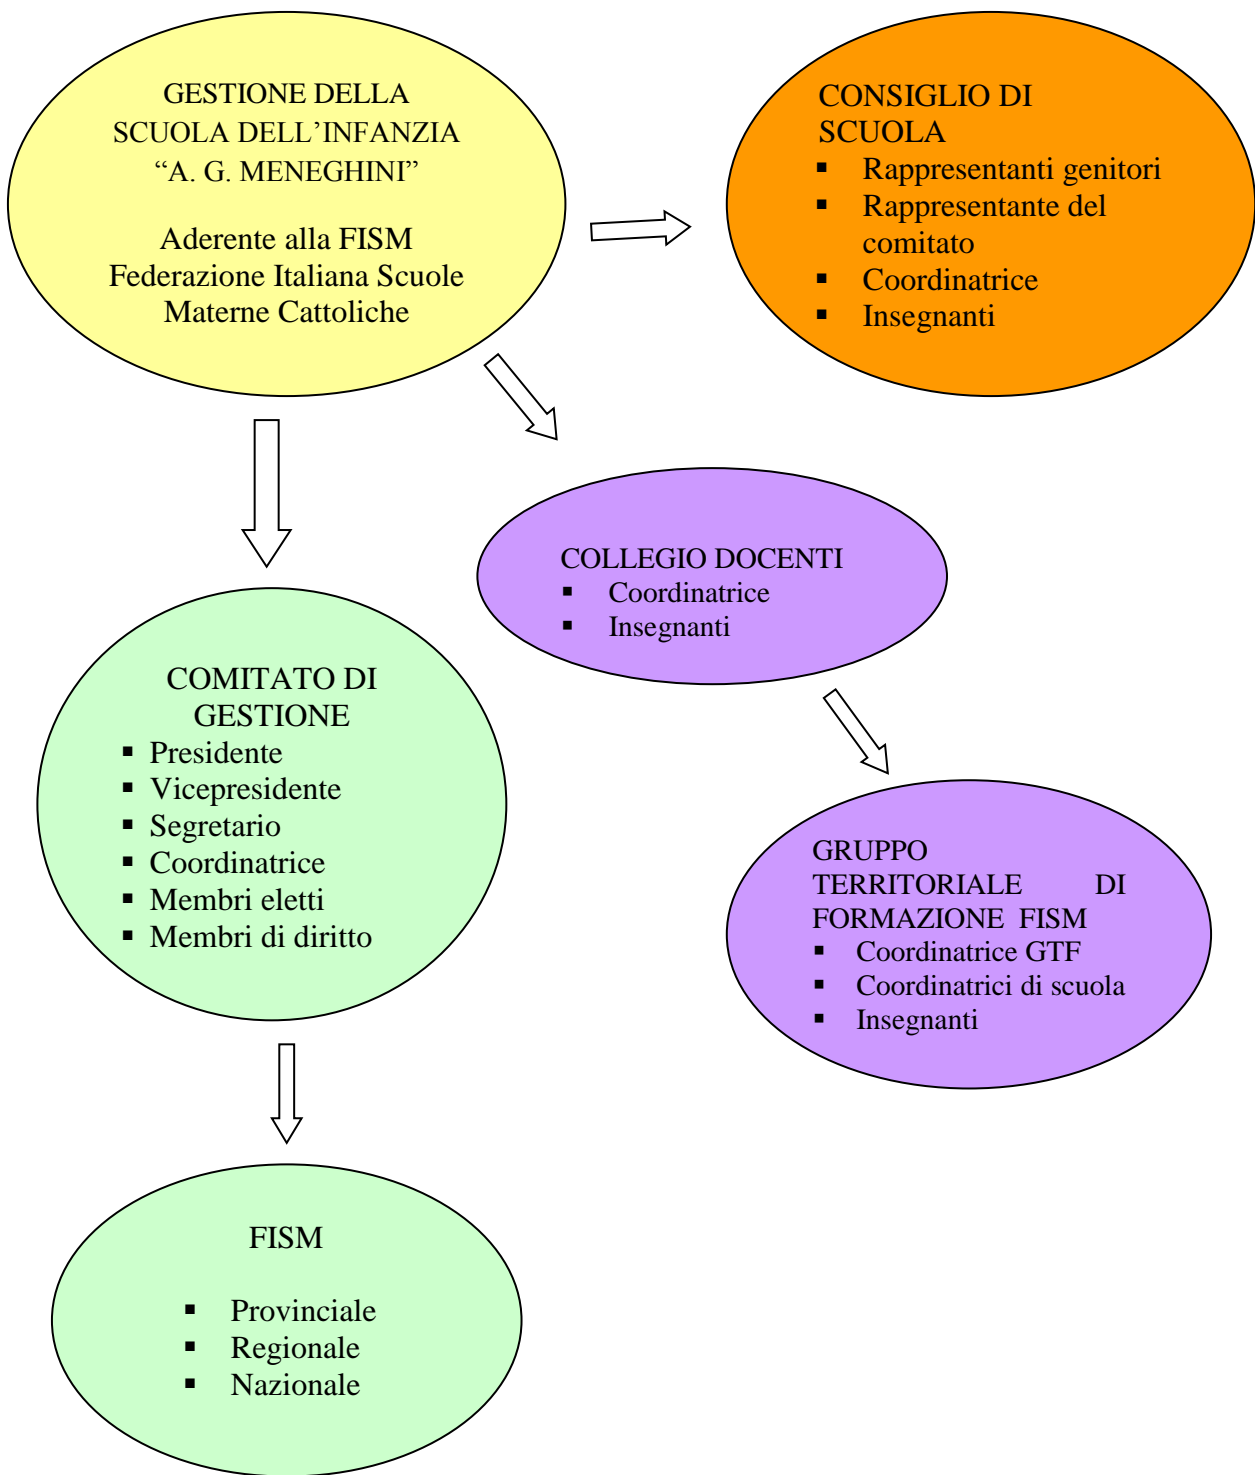 GESTIONE DELLA
SCUOLA DELL’INFANZIA
“A. G. MENEGHINI”
Aderente alla FISM
Federazione Italiana Scuole
Materne Cattoliche
CONSIGLIO DI
SCUOLA
▪ Rappresentanti genitori
▪ Rappresentante del
comitato
▪ Coordinatrice
▪ Insegnanti
COLLEGIO DOCENTI
▪ Coordinatrice
▪ Insegnanti
COMITATO DI
GESTIONE
▪ Presidente
▪ Vicepresidente
▪ Segretario
▪ Coordinatrice
▪ Membri eletti
▪ Membri di diritto
GRUPPO
TERRITORIALE DI
FORMAZIONE FISM
▪ Coordinatrice GTF
▪ Coordinatrici di scuola
▪ Insegnanti
FISM
▪ Provinciale
▪ Regionale
▪ Nazionale